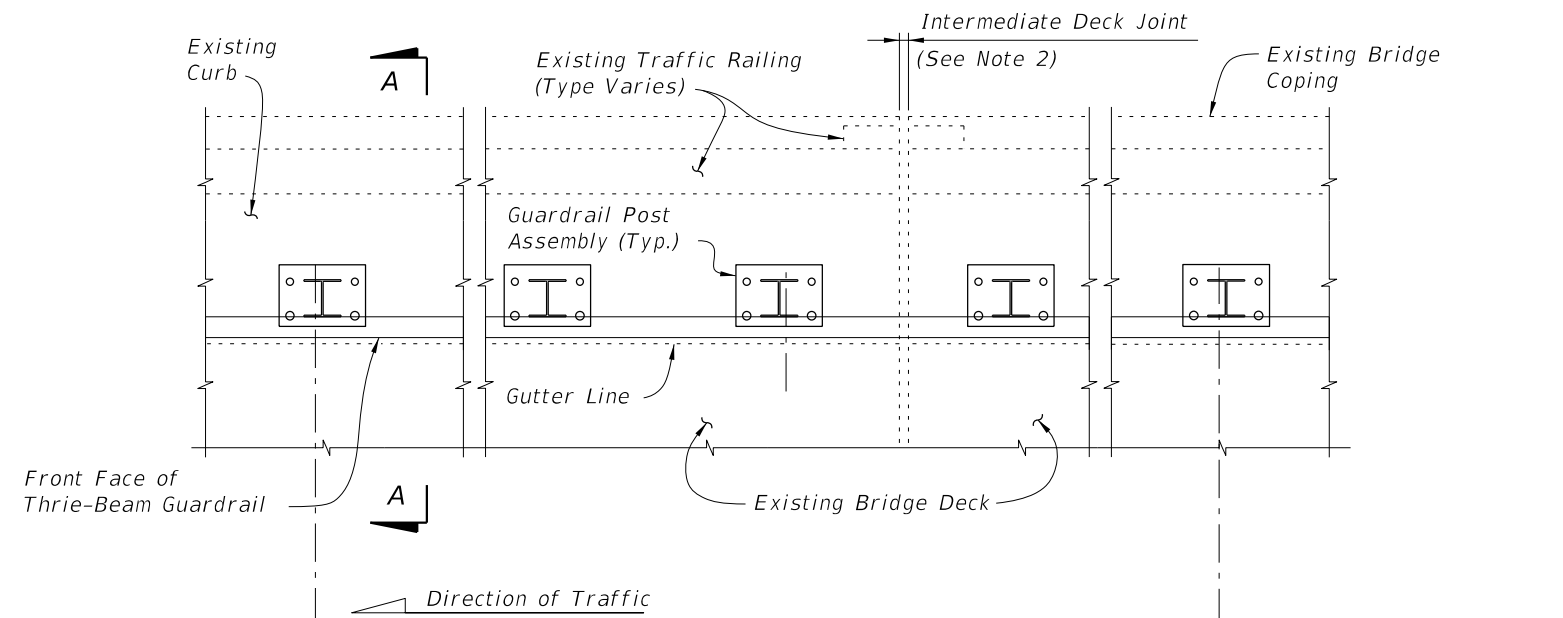 Intermediate Deck Joint
(See Note 2)
Existing
Curb
A
Existing Traffic Railing
(Type Varies)
Existing Bridge
Coping
Guardrail Post
Assembly (Typ.)
Gutter Line
Front Face of
Thrie-Beam Guardrail
A
Existing Bridge Deck
Direction of Traffic